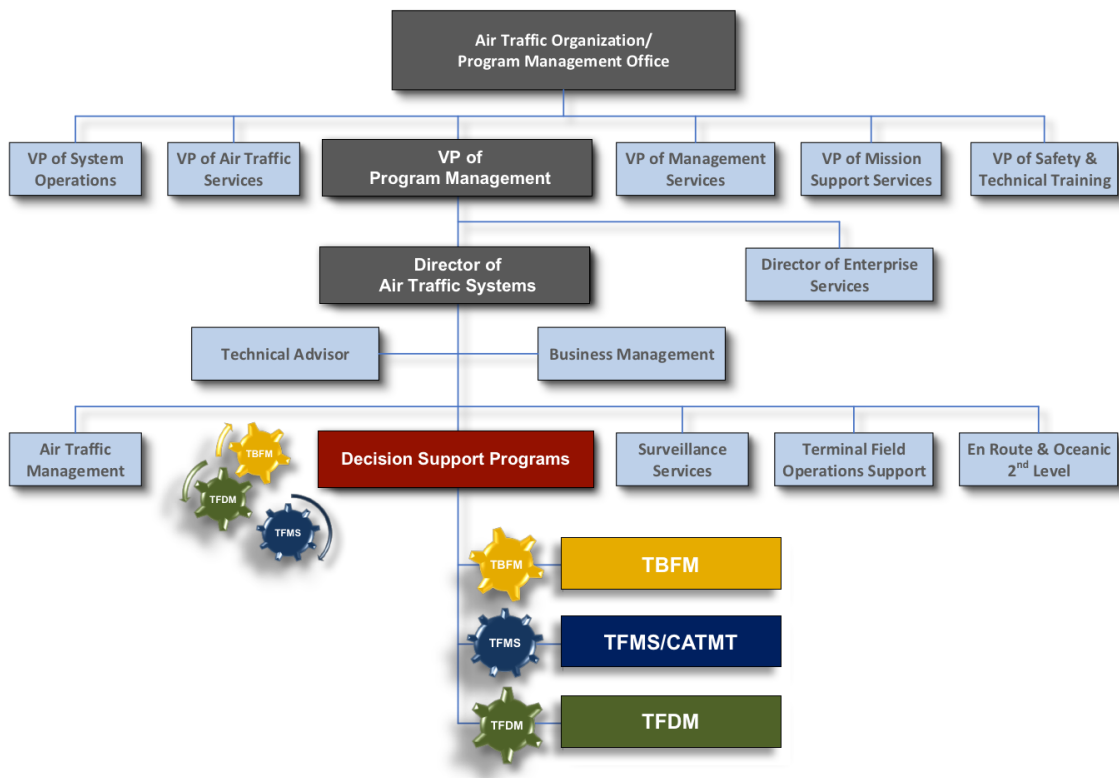 Air Traffic Organization/
Program Management Office
VP of System
Operations
VP of Air Traffic
Services
VP of
Program Management
VP of Management
Services
VP of Mission
Support Services
VP of Safety &
Technical Training
Director of
Air Traffic Systems
Director of Enterprise
Services
Technical Advisor
Business Management
Air Traffic
Management
TBFM
TFDM
TFMS
Decision Support Programs
Surveillance
Services
Terminal Field
Operations Support
En Route & Oceanic
2nd Level
TBFM
TBFM
TFMS
TFMS/CATMT
TFDM
TFDM